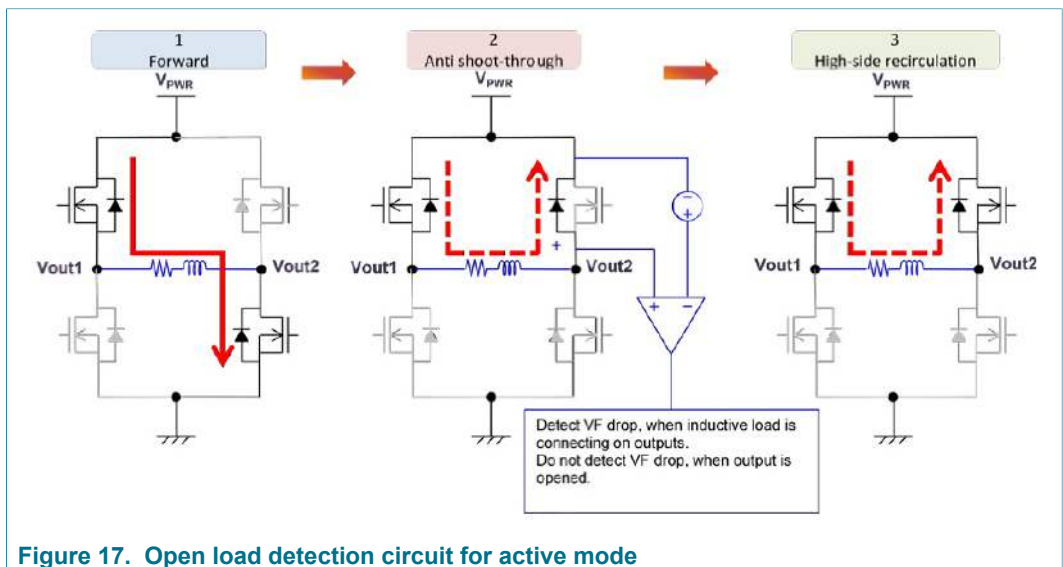 1
Forward
2
Anti shoot-through
3
High-side recirculation
VPWR
VPWR
VPWR
Vout1
Vout2
Vout1
+
Vout2
-
+
+ -
Vout1
Vout2
Detect VF drop, when inductive load is
connecting on outputs.
Do not detect VF drop, when output is
opened.
Figure 17. Open load detection circuit for active mode